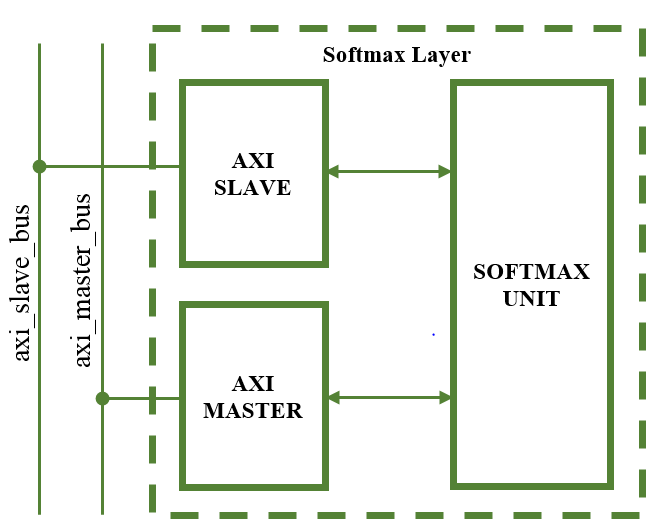 Softmax Layer
AXI
SLAVE
SOFTMAX
UNIT
AXI
MASTER
axi_slave_bus
axi_master_bus